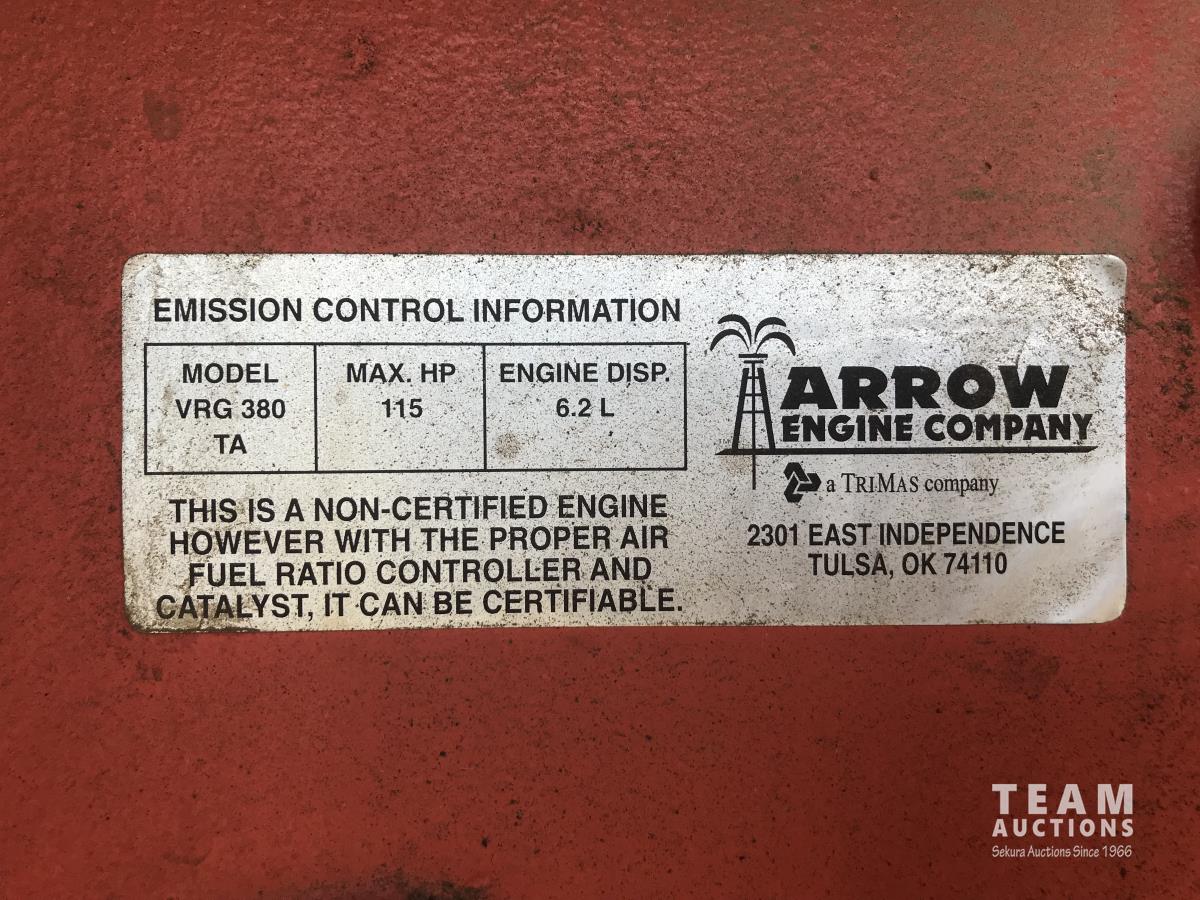 EMISSION CONTROL INFORMATION
MODEL
VRG 380
TA
MAX. HP
115
ENGINE DISP.
6.2 L
THIS IS A NON-CERTIFIED ENGINE
HOWEVER WITH THE PROPER AIR
FUEL RATIO CONTROLLER AND
CATALYST, IT CAN BE CERTIFIABLE.
ARROW
ENGINE COMPANY
a TRIMAS company
2301 EAST INDEPENDENCE
TULSA, OK 74110
TEAM
AUCTIONS
Sekura Auctions Since 1966